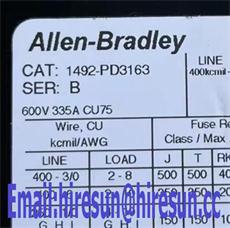 Allen-Bradley
CAT: 1492-PD3163
SER: B
LINE
400kcmil
600V 335A CU75
Wire, CU
kcmil/AWG
Fuse Re
Class / Max
LINE
LOAD
J
T
RK
400 - 3/0
2 - 8
500
500
40
Email:hiresun@hiresun.cc
G H I